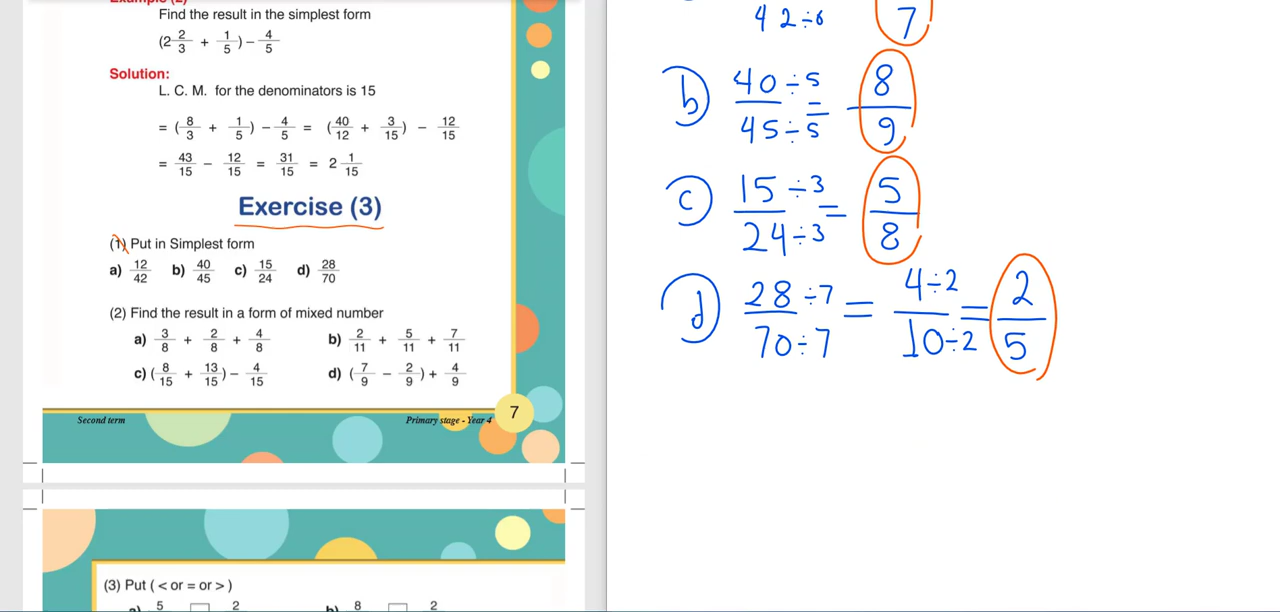 Example (2)
Find the result in the simplest form
(2 2/3 + 1/5) – 4/5
Solution:
L. C. M. for the denominators is 15
= (8/3 + 1/5) – 4/5 = (40/12 + 3/15) – 12/15
= 43/15 – 12/15 = 31/15 = 2 1/15
Exercise (3)
(1) Put in Simplest form
a) 12/42 b) 40/45 c) 15/24 d) 28/70
(2) Find the result in a form of mixed number
a) 3/8 + 2/8 + 4/8 b) 2/11 + 5/11 + 7/11
c) (8/15 + 13/15) – 4/15 d) (7/9 – 2/9) + 4/9
Second term Primary stage - Year 4 7
(3) Put ( < or = or > )
a) 5 □ 2 b) 8 □ 2
42÷6 7
b) 40÷5/45÷5 = 8/9
c) 15÷3/24÷3 = 5/8
d) 28÷7/70÷7 = 4÷2/10÷2 = 2/5